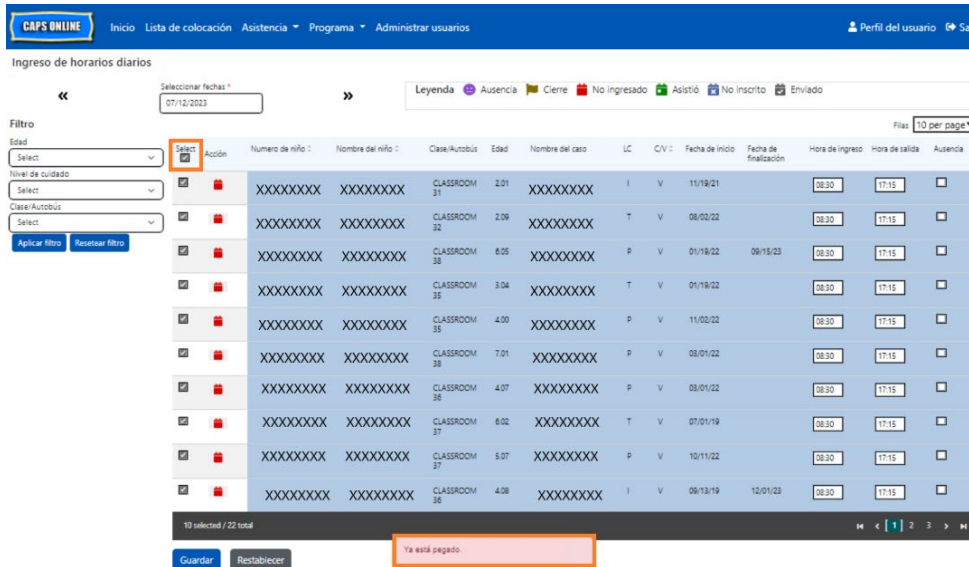 CAPS ONLINE Inicio Lista de colocación Asistencia Programa Administrar usuarios Perfil del usuario
Ingreso de horarios diarios
« Seleccionar fechas * »
07/12/2023
Leyenda Ausencia Cierre No ingresado Asistió No inscrito Enviado
Filas 10 per page
Filtro
Edad
Select
Nivel de cuidado
Select
Clase/Autobús
Select
Aplicar filtro Resetear filtro
Select Acción Numero de niño Nombre del niño Clase/Autobús Edad Nombre del caso LC C/V Fecha de inicio Fecha de finalización Hora de ingreso Hora de salida Ausencia
XXXXXXXX XXXXXXXX CLASSROOM 31 2.01 XXXXXXXX I V 11/19/21 08:30 17:15
XXXXXXXX XXXXXXXX CLASSROOM 32 2.09 XXXXXXXX T V 08/02/22 08:30 17:15
XXXXXXXX XXXXXXXX CLASSROOM 38 6.05 XXXXXXXX P V 01/19/22 09/15/23 08:30 17:15
XXXXXXXX XXXXXXXX CLASSROOM 35 3.04 XXXXXXXX T V 01/19/22 08:30 17:15
XXXXXXXX XXXXXXXX CLASSROOM 35 4.00 XXXXXXXX P V 11/02/22 08:30 17:15
XXXXXXXX XXXXXXXX CLASSROOM 38 7.01 XXXXXXXX P V 03/01/22 08:30 17:15
XXXXXXXX XXXXXXXX CLASSROOM 36 4.07 XXXXXXXX P V 03/01/22 08:30 17:15
XXXXXXXX XXXXXXXX CLASSROOM 37 6.02 XXXXXXXX T V 07/01/19 08:30 17:15
XXXXXXXX XXXXXXXX CLASSROOM 37 5.07 XXXXXXXX P V 10/11/22 08:30 17:15
XXXXXXXX XXXXXXXX CLASSROOM 36 4.08 XXXXXXXX I V 09/13/19 12/01/23 08:30 17:15
10 selected / 22 total 1 2 3
Guardar Restablecer Ya está pegado.